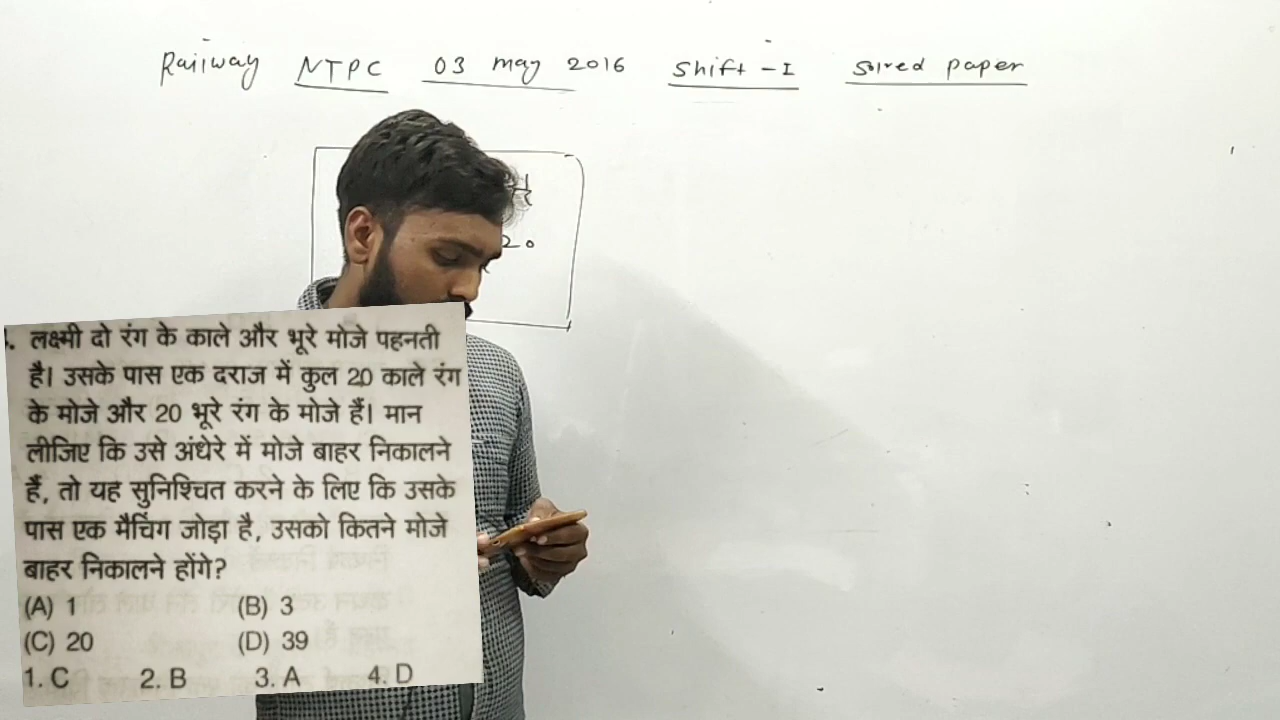 Railway NTPC 03 may 2016 Shift-I Solved paper
20
. लक्ष्मी दो रंग के काले और भूरे मोजे पहनती
है। उसके पास एक दराज में कुल 20 काले रंग
के मोजे और 20 भूरे रंग के मोजे हैं। मान
लीजिए कि उसे अंधेरे में मोजे बाहर निकालने
हैं, तो यह सुनिश्चित करने के लिए कि उसके
पास एक मैचिंग जोड़ा है, उसको कितने मोजे
बाहर निकालने होंगे?
(A) 1 (B) 3
(C) 20 (D) 39
1. C 2. B 3. A 4. D